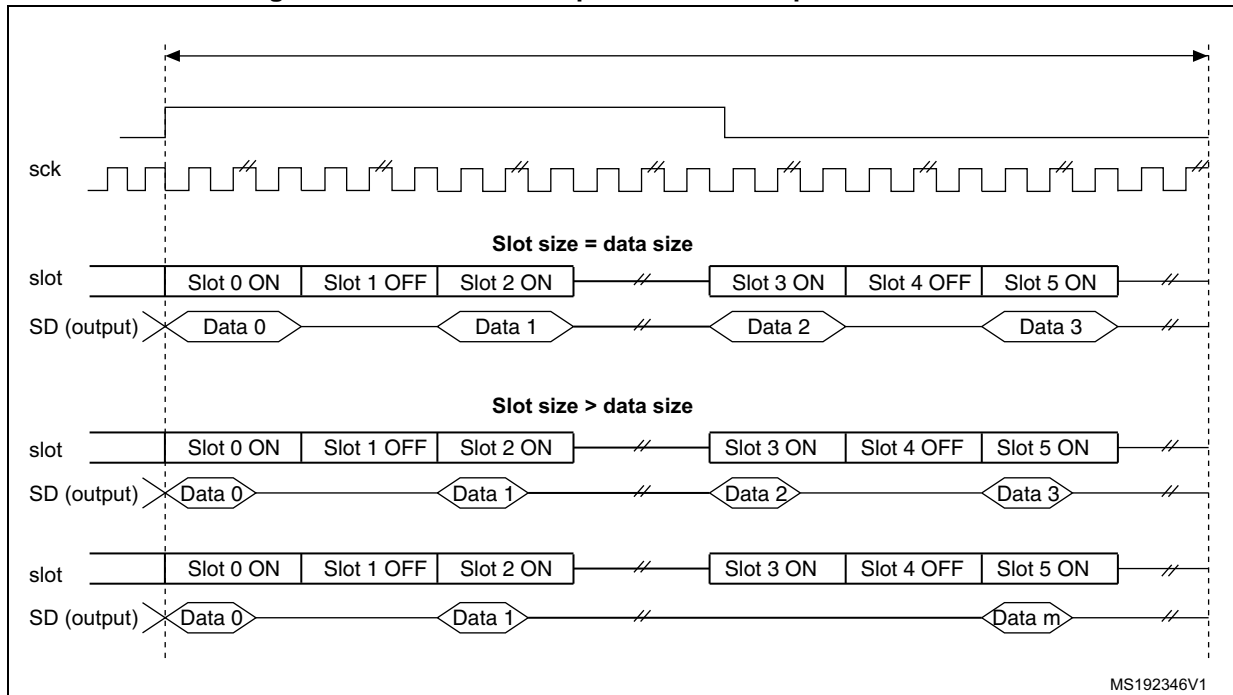 sck
Slot size = data size
slot Slot 0 ON Slot 1 OFF Slot 2 ON Slot 3 ON Slot 4 OFF Slot 5 ON
SD (output) Data 0 Data 1 Data 2 Data 3
Slot size > data size
slot Slot 0 ON Slot 1 OFF Slot 2 ON Slot 3 ON Slot 4 OFF Slot 5 ON
SD (output) Data 0 Data 1 Data 2 Data 3
slot Slot 0 ON Slot 1 OFF Slot 2 ON Slot 3 ON Slot 4 OFF Slot 5 ON
SD (output) Data 0 Data 1 Data m
MS192346V1